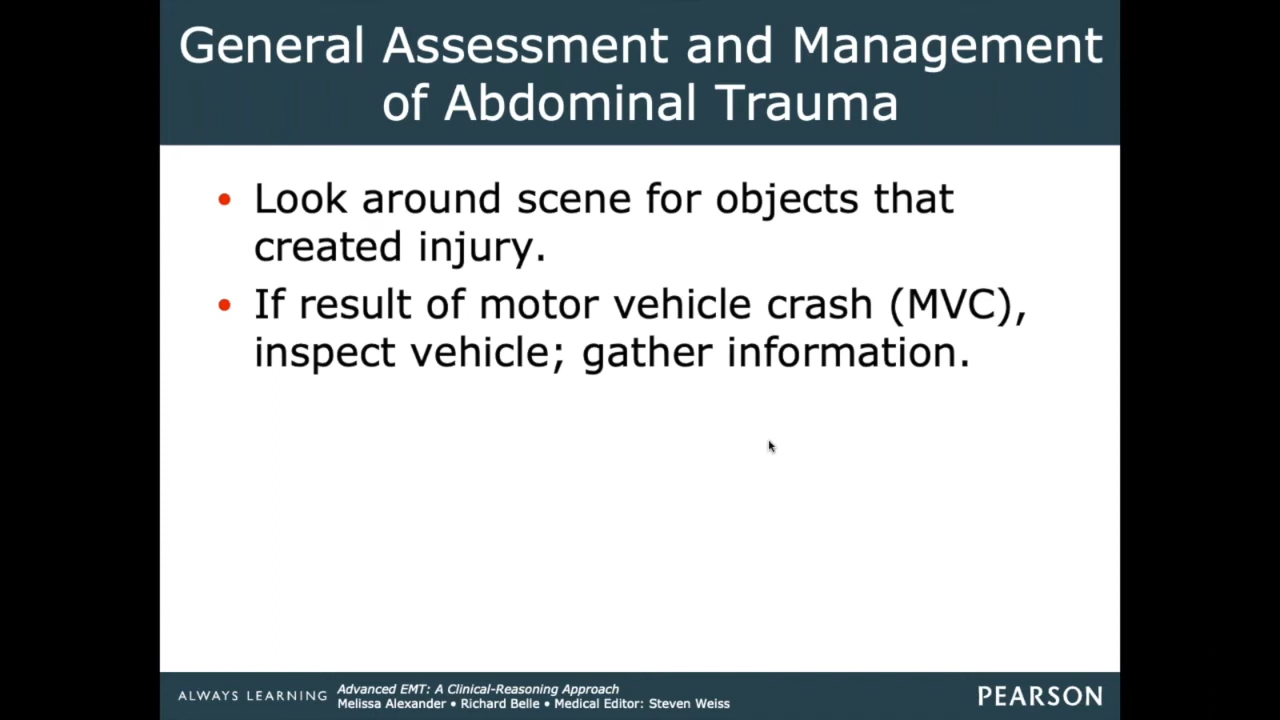 General Assessment and Management
of Abdominal Trauma
• Look around scene for objects that
created injury.
• If result of motor vehicle crash (MVC),
inspect vehicle; gather information.
ALWAYS LEARNING
Advanced EMT: A Clinical-Reasoning Approach
Melissa Alexander • Richard Belle • Medical Editor: Steven Weiss
PEARSON